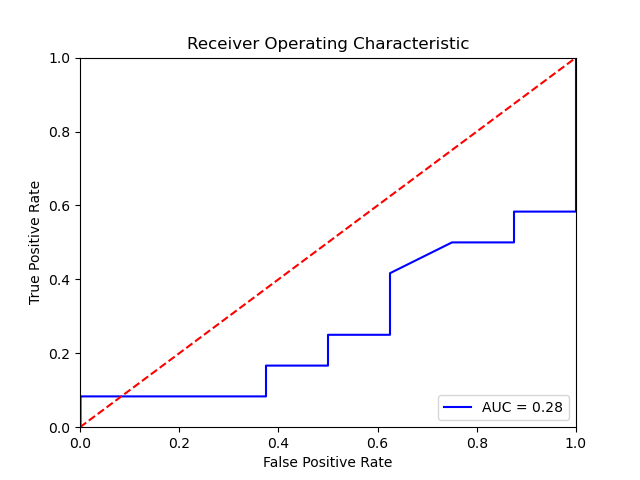 Receiver Operating Characteristic
1.0
0.8
0.6
0.4
0.2
0.0
True Positive Rate
AUC = 0.28
0.0 0.2 0.4 0.6 0.8 1.0
False Positive Rate